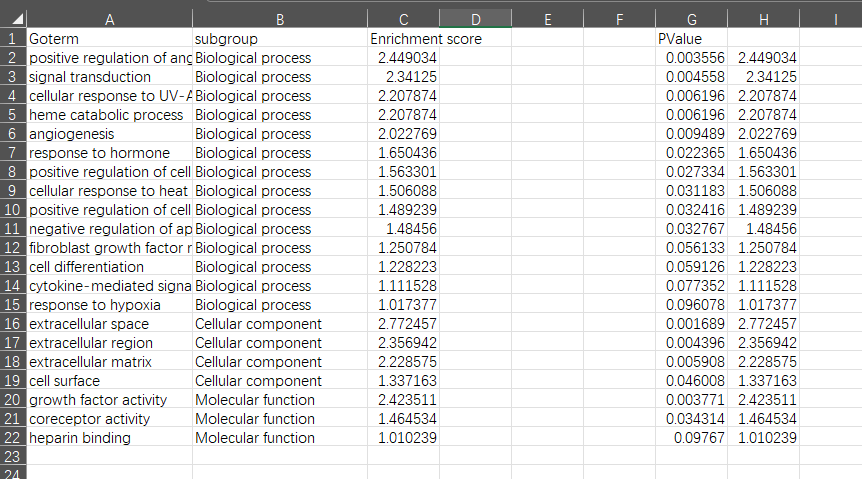 A B C D E F G H I
1 Goterm subgroup Enrichment score PValue
2 positive regulation of ang Biological process 2.449034 0.003556 2.449034
3 signal transduction Biological process 2.34125 0.004558 2.34125
4 cellular response to UV-A Biological process 2.207874 0.006196 2.207874
5 heme catabolic process Biological process 2.207874 0.006196 2.207874
6 angiogenesis Biological process 2.022769 0.009489 2.022769
7 response to hormone Biological process 1.650436 0.022365 1.650436
8 positive regulation of cell Biological process 1.563301 0.027334 1.563301
9 cellular response to heat Biological process 1.506088 0.031183 1.506088
10 positive regulation of cell Biological process 1.489239 0.032416 1.489239
11 negative regulation of ap Biological process 1.48456 0.032767 1.48456
12 fibroblast growth factor r Biological process 1.250784 0.056133 1.250784
13 cell differentiation Biological process 1.228223 0.059126 1.228223
14 cytokine-mediated signa Biological process 1.111528 0.077352 1.111528
15 response to hypoxia Biological process 1.017377 0.096078 1.017377
16 extracellular space Cellular component 2.772457 0.001689 2.772457
17 extracellular region Cellular component 2.356942 0.004396 2.356942
18 extracellular matrix Cellular component 2.228575 0.005908 2.228575
19 cell surface Cellular component 1.337163 0.046008 1.337163
20 growth factor activity Molecular function 2.423511 0.003771 2.423511
21 coreceptor activity Molecular function 1.464534 0.034314 1.464534
22 heparin binding Molecular function 1.010239 0.09767 1.010239
23
24